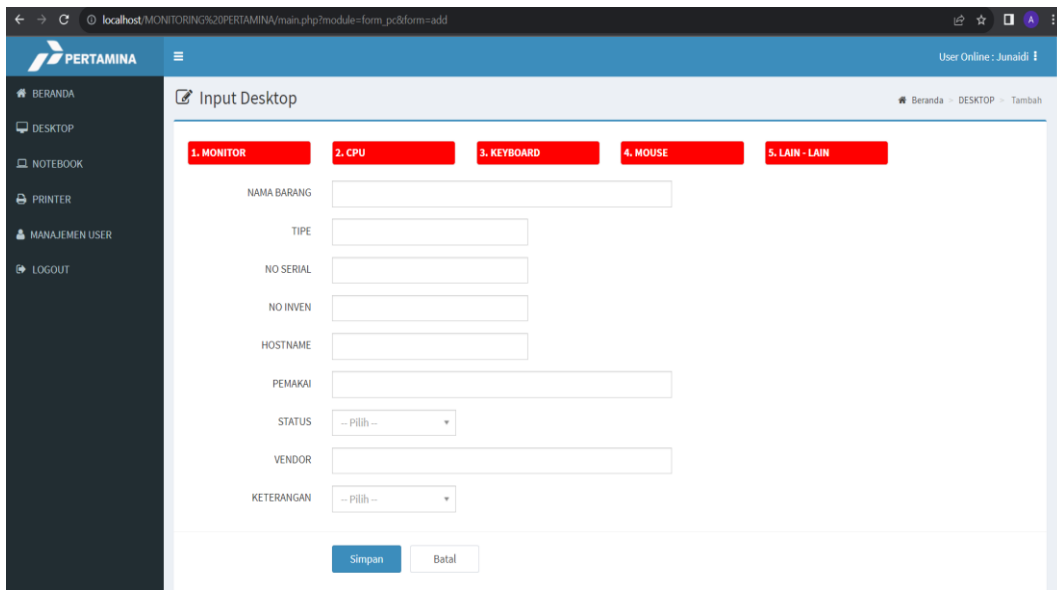 localhost/MONITORING%20PERTAMINA/main.php?module=form_pc&form=add
A
PERTAMINA
User Online : Junaidi
BERANDA
DESKTOP
NOTEBOOK
PRINTER
MANAJEMEN USER
LOGOUT
Input Desktop
Beranda > DESKTOP > Tambah
1. MONITOR 2. CPU 3. KEYBOARD 4. MOUSE 5. LAIN - LAIN
NAMA BARANG
TIPE
NO SERIAL
NO INVEN
HOSTNAME
PEMAKAI
STATUS -- Pilih --
VENDOR
KETERANGAN -- Pilih --
Simpan Batal